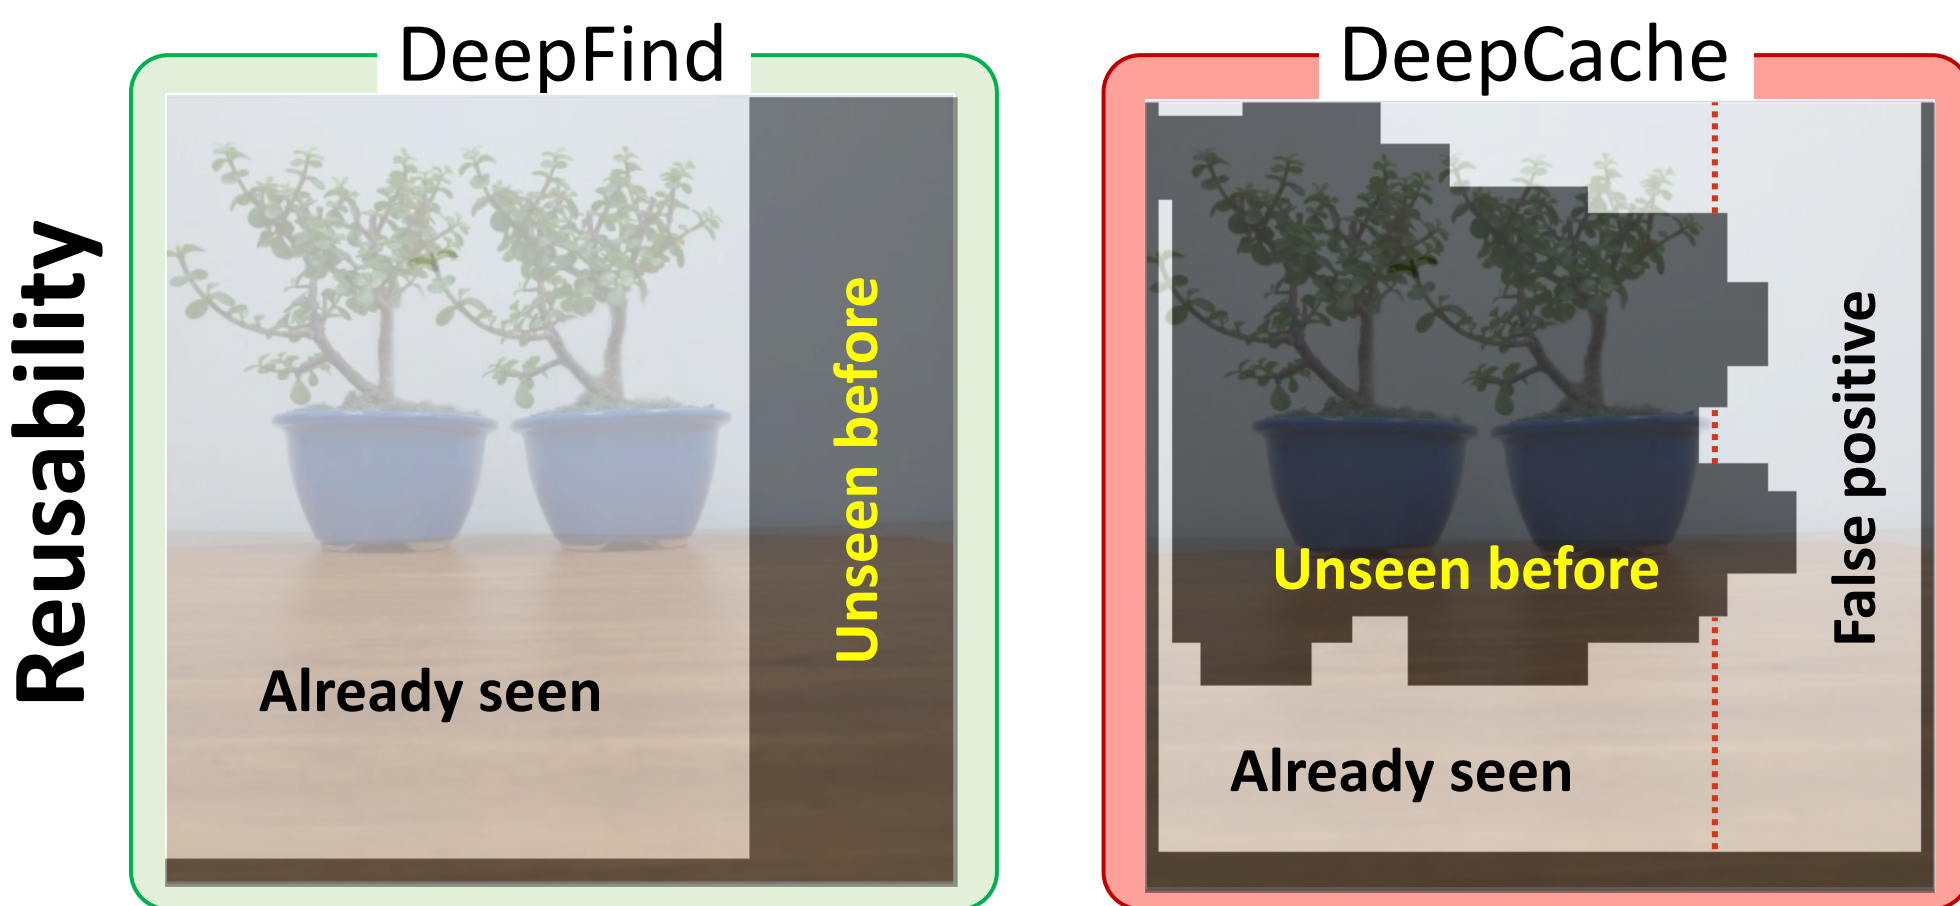 Reusability
DeepFind
Already seen
Unseen before
DeepCache
Unseen before
Already seen
False positive